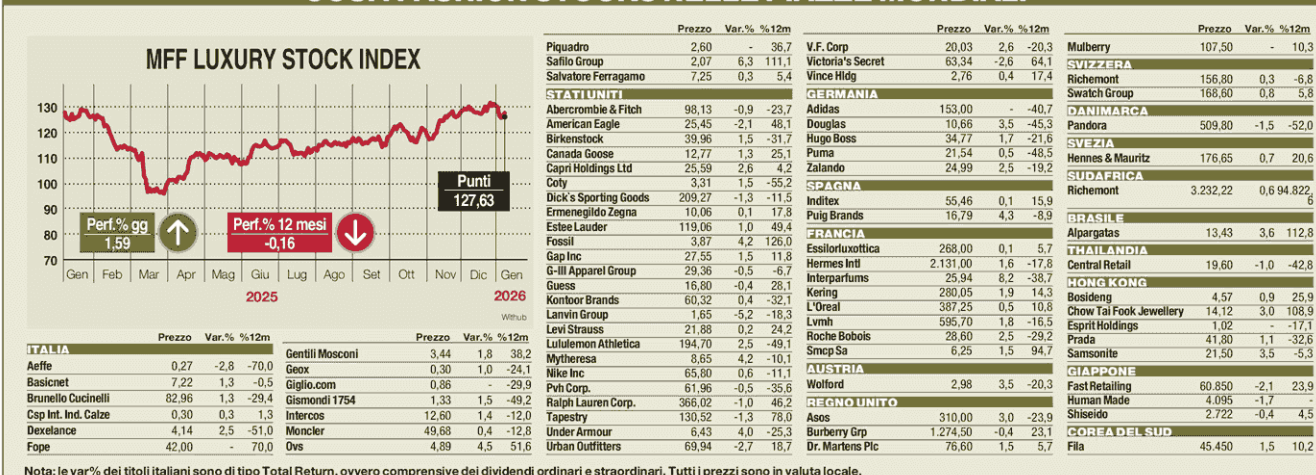 MFF LUXURY STOCK INDEX
130
120
110
100
90
80
70
Punti
127,63
Perf.% gg
1,59
Perf.% 12 mesi
-0,16
Gen Feb Mar Apr Mag Giu Lug Ago Set Ott Nov Dic Gen
2025 2026
Withub
Prezzo Var.% %12m
ITALIA
Aeffe 0,27 -2,8 -70,0
Basicnet 7,22 1,3 -0,5
Brunello Cucinelli 82,96 1,3 -29,4
Csp Int. Ind. Calze 0,30 0,3 1,3
Dexelance 4,14 2,5 -51,0
Fope 42,00 - 70,0
Prezzo Var.% %12m
Gentili Mosconi 3,44 1,8 38,2
Geox 0,30 1,0 -24,1
Giglio.com 0,86 - -29,9
Gismondi 1754 1,33 1,5 -49,2
Intercos 12,60 1,4 -12,0
Moncler 49,68 0,4 -12,8
Ovs 4,89 4,5 51,6
Prezzo Var.% %12m
Piquadro 2,60 - 36,7
Safilo Group 2,07 6,3 111,1
Salvatore Ferragamo 7,25 0,3 5,4
STATI UNITI
Abercrombie & Fitch 98,13 -0,9 -23,7
American Eagle 25,45 -2,1 48,1
Birkenstock 39,96 1,5 -31,7
Canada Goose 12,77 1,3 25,1
Capri Holdings Ltd 25,59 2,6 4,2
Coty 3,31 1,5 -55,2
Dick's Sporting Goods 209,27 -1,3 -11,5
Ermenegildo Zegna 10,06 0,1 17,8
Estee Lauder 119,06 1,0 49,4
Fossil 3,87 4,2 126,0
Gap Inc 27,55 1,5 11,8
G-III Apparel Group 29,36 -0,5 -6,7
Guess 16,80 -0,4 28,1
Kontoor Brands 60,32 0,4 -32,1
Lanvin Group 1,65 -5,2 -18,3
Levi Strauss 21,88 0,2 24,2
Lululemon Athletica 194,70 2,5 -49,1
Mytheresa 8,65 4,2 -10,1
Nike Inc 65,80 0,6 -11,1
Pvh Corp. 61,96 -0,5 -35,6
Ralph Lauren Corp. 366,02 -1,0 46,2
Tapestry 130,52 -1,3 78,0
Under Armour 6,43 4,0 -25,3
Urban Outfitters 69,94 -2,7 18,7
Prezzo Var.% %12m
V.F. Corp 20,03 2,6 -20,3
Victoria's Secret 63,34 -2,6 64,1
Vince Hldg 2,76 0,4 17,4
GERMANIA
Adidas 153,00 - -40,7
Douglas 10,66 3,5 -45,3
Hugo Boss 34,77 1,7 -21,6
Puma 21,54 0,5 -48,5
Zalando 24,99 2,5 -19,2
SPAGNA
Inditex 55,46 0,1 15,9
Puig Brands 16,79 4,3 -8,9
FRANCIA
Essilorluxottica 268,00 0,1 5,7
Hermes Intl 2.131,00 1,6 -17,8
Interparfums 25,94 8,2 -38,7
Kering 280,05 1,9 14,3
L'Oreal 387,25 0,5 10,8
Lvmh 595,70 1,8 -16,5
Roche Bobois 28,60 2,5 -29,2
Smcp Sa 6,25 1,5 94,7
AUSTRIA
Wolford 2,98 3,5 -20,3
REGNO UNITO
Asos 310,00 3,0 -23,9
Burberry Grp 1.274,50 -0,4 23,1
Dr. Martens Plc 76,60 1,5 5,7
Prezzo Var.% %12m
Mulberry 107,50 - 10,3
SVIZZERA
Richemont 156,80 0,3 -6,8
Swatch Group 168,60 0,8 5,8
DANIMARCA
Pandora 509,80 -1,5 -52,0
SVEZIA
Hennes & Mauritz 176,65 0,7 20,6
SUDAFRICA
Richemont 3.232,22 0,6 94.822,
6
BRASILE
Alpargatas 13,43 3,6 112,8
THAILANDIA
Central Retail 19,60 -1,0 -42,8
HONG KONG
Bosideng 4,57 0,9 25,9
Chow Tai Fook Jewellery 14,12 3,0 108,9
Esprit Holdings 1,02 - -17,1
Prada 41,80 1,1 -32,6
Samsonite 21,50 3,5 -5,3
GIAPPONE
Fast Retailing 60.850 -2,1 23,9
Human Made 4.095 -1,7 -
Shiseido 2.722 -0,4 4,5
COREA DEL SUD
Fila 45.450 1,5 10,2
Nota: le var% dei titoli italiani sono di tipo Total Return, ovvero comprensive dei dividendi ordinari e straordinari. Tutti i prezzi sono in valuta locale.